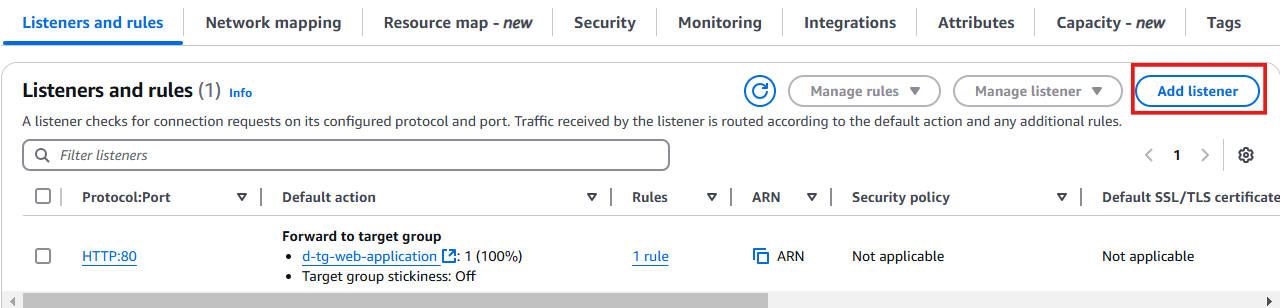 Listeners and rules Network mapping Resource map - new Security Monitoring Integrations Attributes Capacity - new Tags
Listeners and rules (1) Info Manage rules Manage listener Add listener
A listener checks for connection requests on its configured protocol and port. Traffic received by the listener is routed according to the default action and any additional rules.
Filter listeners 1
Protocol:Port Default action Rules ARN Security policy Default SSL/TLS certificate
Forward to target group
HTTP:80 • d-tg-web-application : 1 (100%) 1 rule ARN Not applicable Not applicable
• Target group stickiness: Off